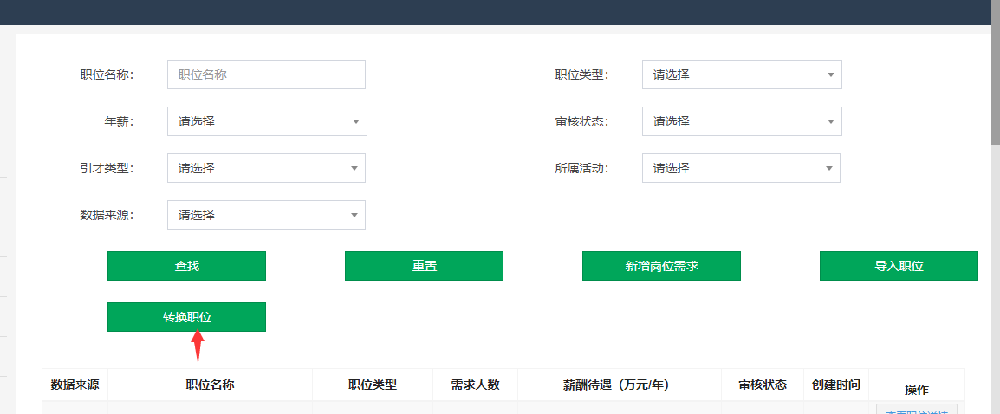 职位名称： 职位名称 职位类型： 请选择
年薪： 请选择 审核状态： 请选择
引才类型： 请选择 所属活动： 请选择
数据来源： 请选择
查找 重置 新增岗位需求 导入职位
转换职位
数据来源 职位名称 职位类型 需求人数 薪酬待遇（万元/年） 审核状态 创建时间 操作